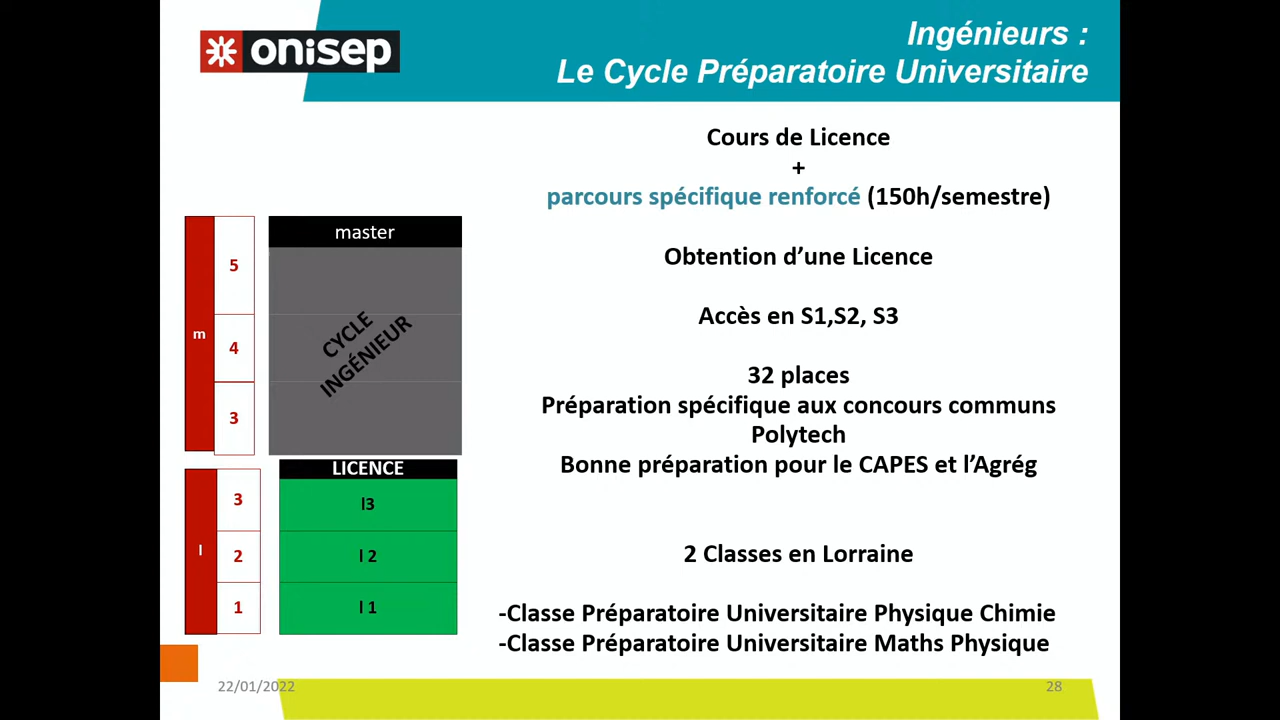 onisep
Ingénieurs :
Le Cycle Préparatoire Universitaire
Cours de Licence
+
parcours spécifique renforcé (150h/semestre)
Obtention d’une Licence
Accès en S1,S2, S3
32 places
Préparation spécifique aux concours communs
Polytech
Bonne préparation pour le CAPES et l’Agrég
2 Classes en Lorraine
-Classe Préparatoire Universitaire Physique Chimie
-Classe Préparatoire Universitaire Maths Physique
master
5
m
4
3
CYCLE
INGÉNIEUR
LICENCE
3
l3
l
2
l 2
1
l 1
22/01/2022
28